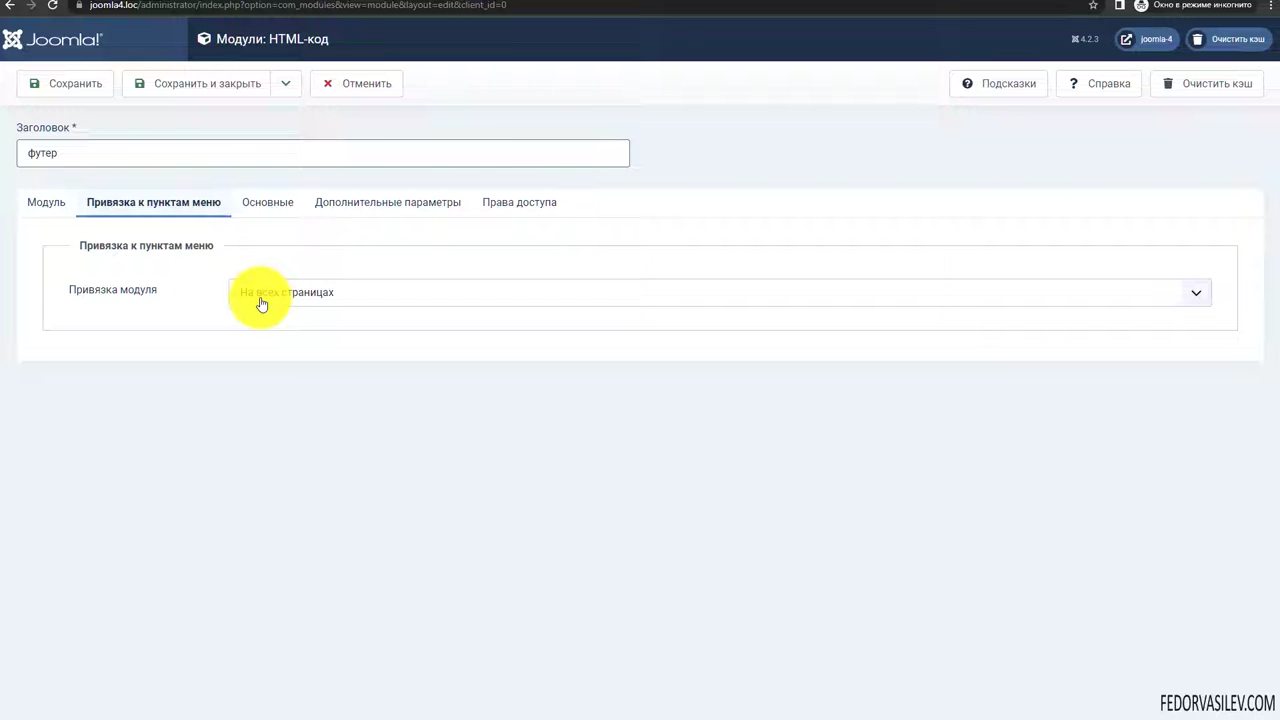 joomla4.loc/administrator/index.php?option=com_modules&view=module&layout=edit&client_id=0
Окно в режиме инкогнито
Joomla!
Модули: HTML-код
4.2.3
joomla-4
Очистить кэш
Сохранить
Сохранить и закрыть
Отменить
Подсказки
Справка
Очистить кэш
Заголовок *
футер
Модуль
Привязка к пунктам меню
Основные
Дополнительные параметры
Права доступа
Привязка к пунктам меню
Привязка модуля
На всех страницах
FEDORVASILEV.COM